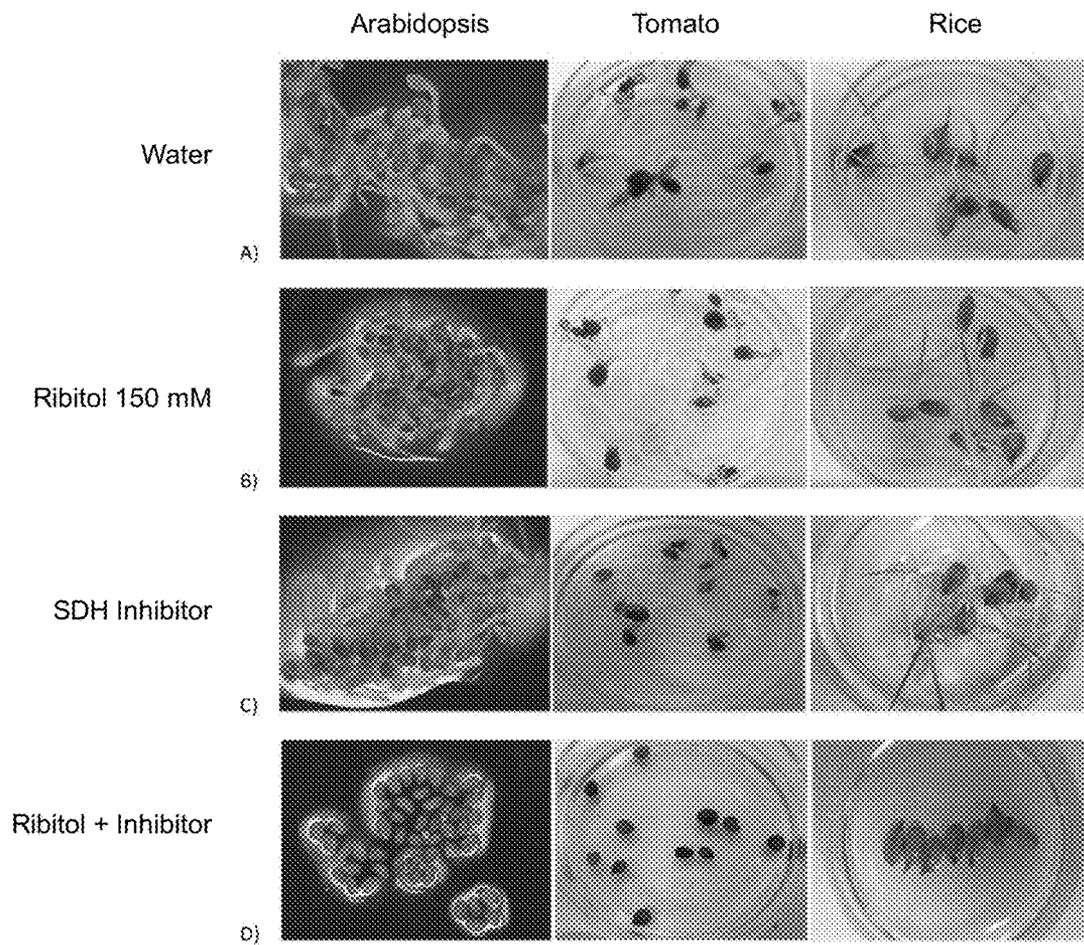 Arabidopsis Tomato Rice
Water
A)
Ribitol 150 mM
B)
SDH Inhibitor
C)
Ribitol + Inhibitor
D)